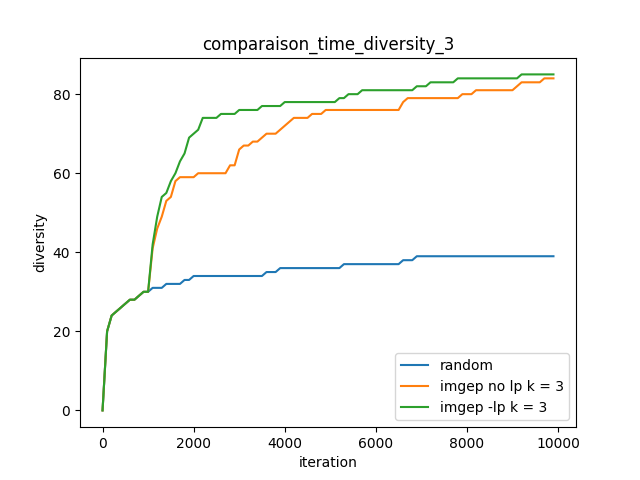 comparaison_time_diversity_3
diversity
80
60
40
20
0
0 2000 4000 6000 8000 10000
iteration
random
imgep no lp k = 3
imgep -lp k = 3